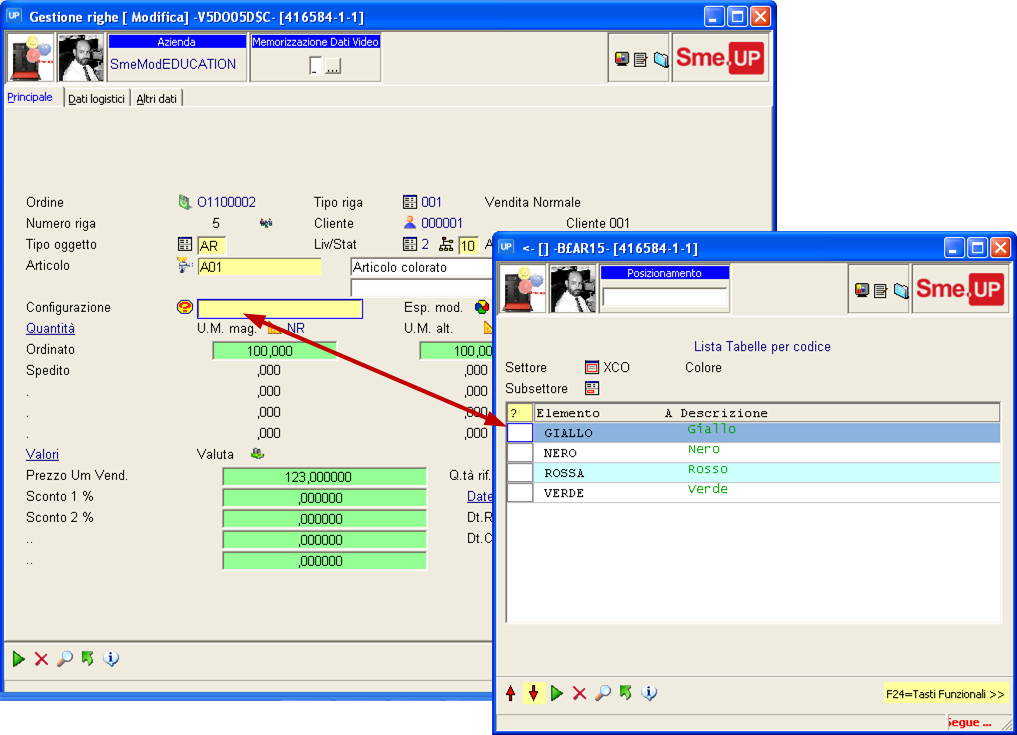 UP Gestione righe [ Modifica] -V5DO05D$C- [416584-1-1]
Azienda
SmeModEDUCATION
Memorizzazione Dati Video
...
Sme.UP
Principale Dati logistici Altri dati
Ordine O1100002 Tipo riga 001 Vendita Normale
Numero riga 5 Cliente 000001 Cliente 001
Tipo oggetto AR Liv/Stat 2 10 A
Articolo A01 Articolo colorato
Configurazione Esp. mod.
Quantità U.M. mag. NR U.M. alt.
Ordinato 100,000 100,00
Spedito ,000 ,000
. ,000 ,000
. ,000 ,000
. ,000 ,000
Valori Valuta
Prezzo Um Vend. 123,000000 Q.tà rif.
Sconto 1 % ,000000 Date
Sconto 2 % ,000000 Dt.R
.. ,000000 Dt.C
.. ,000000
UP <- [] -B£AR15- [416584-1-1]
Posizionamento
Sme.UP
Lista Tabelle per codice
Settore XCO Colore
Subsettore
? Elemento A Descrizione
GIALLO Giallo
NERO Nero
ROSSA Rosso
VERDE Verde
F24=Tasti Funzionali >>
Segue ...